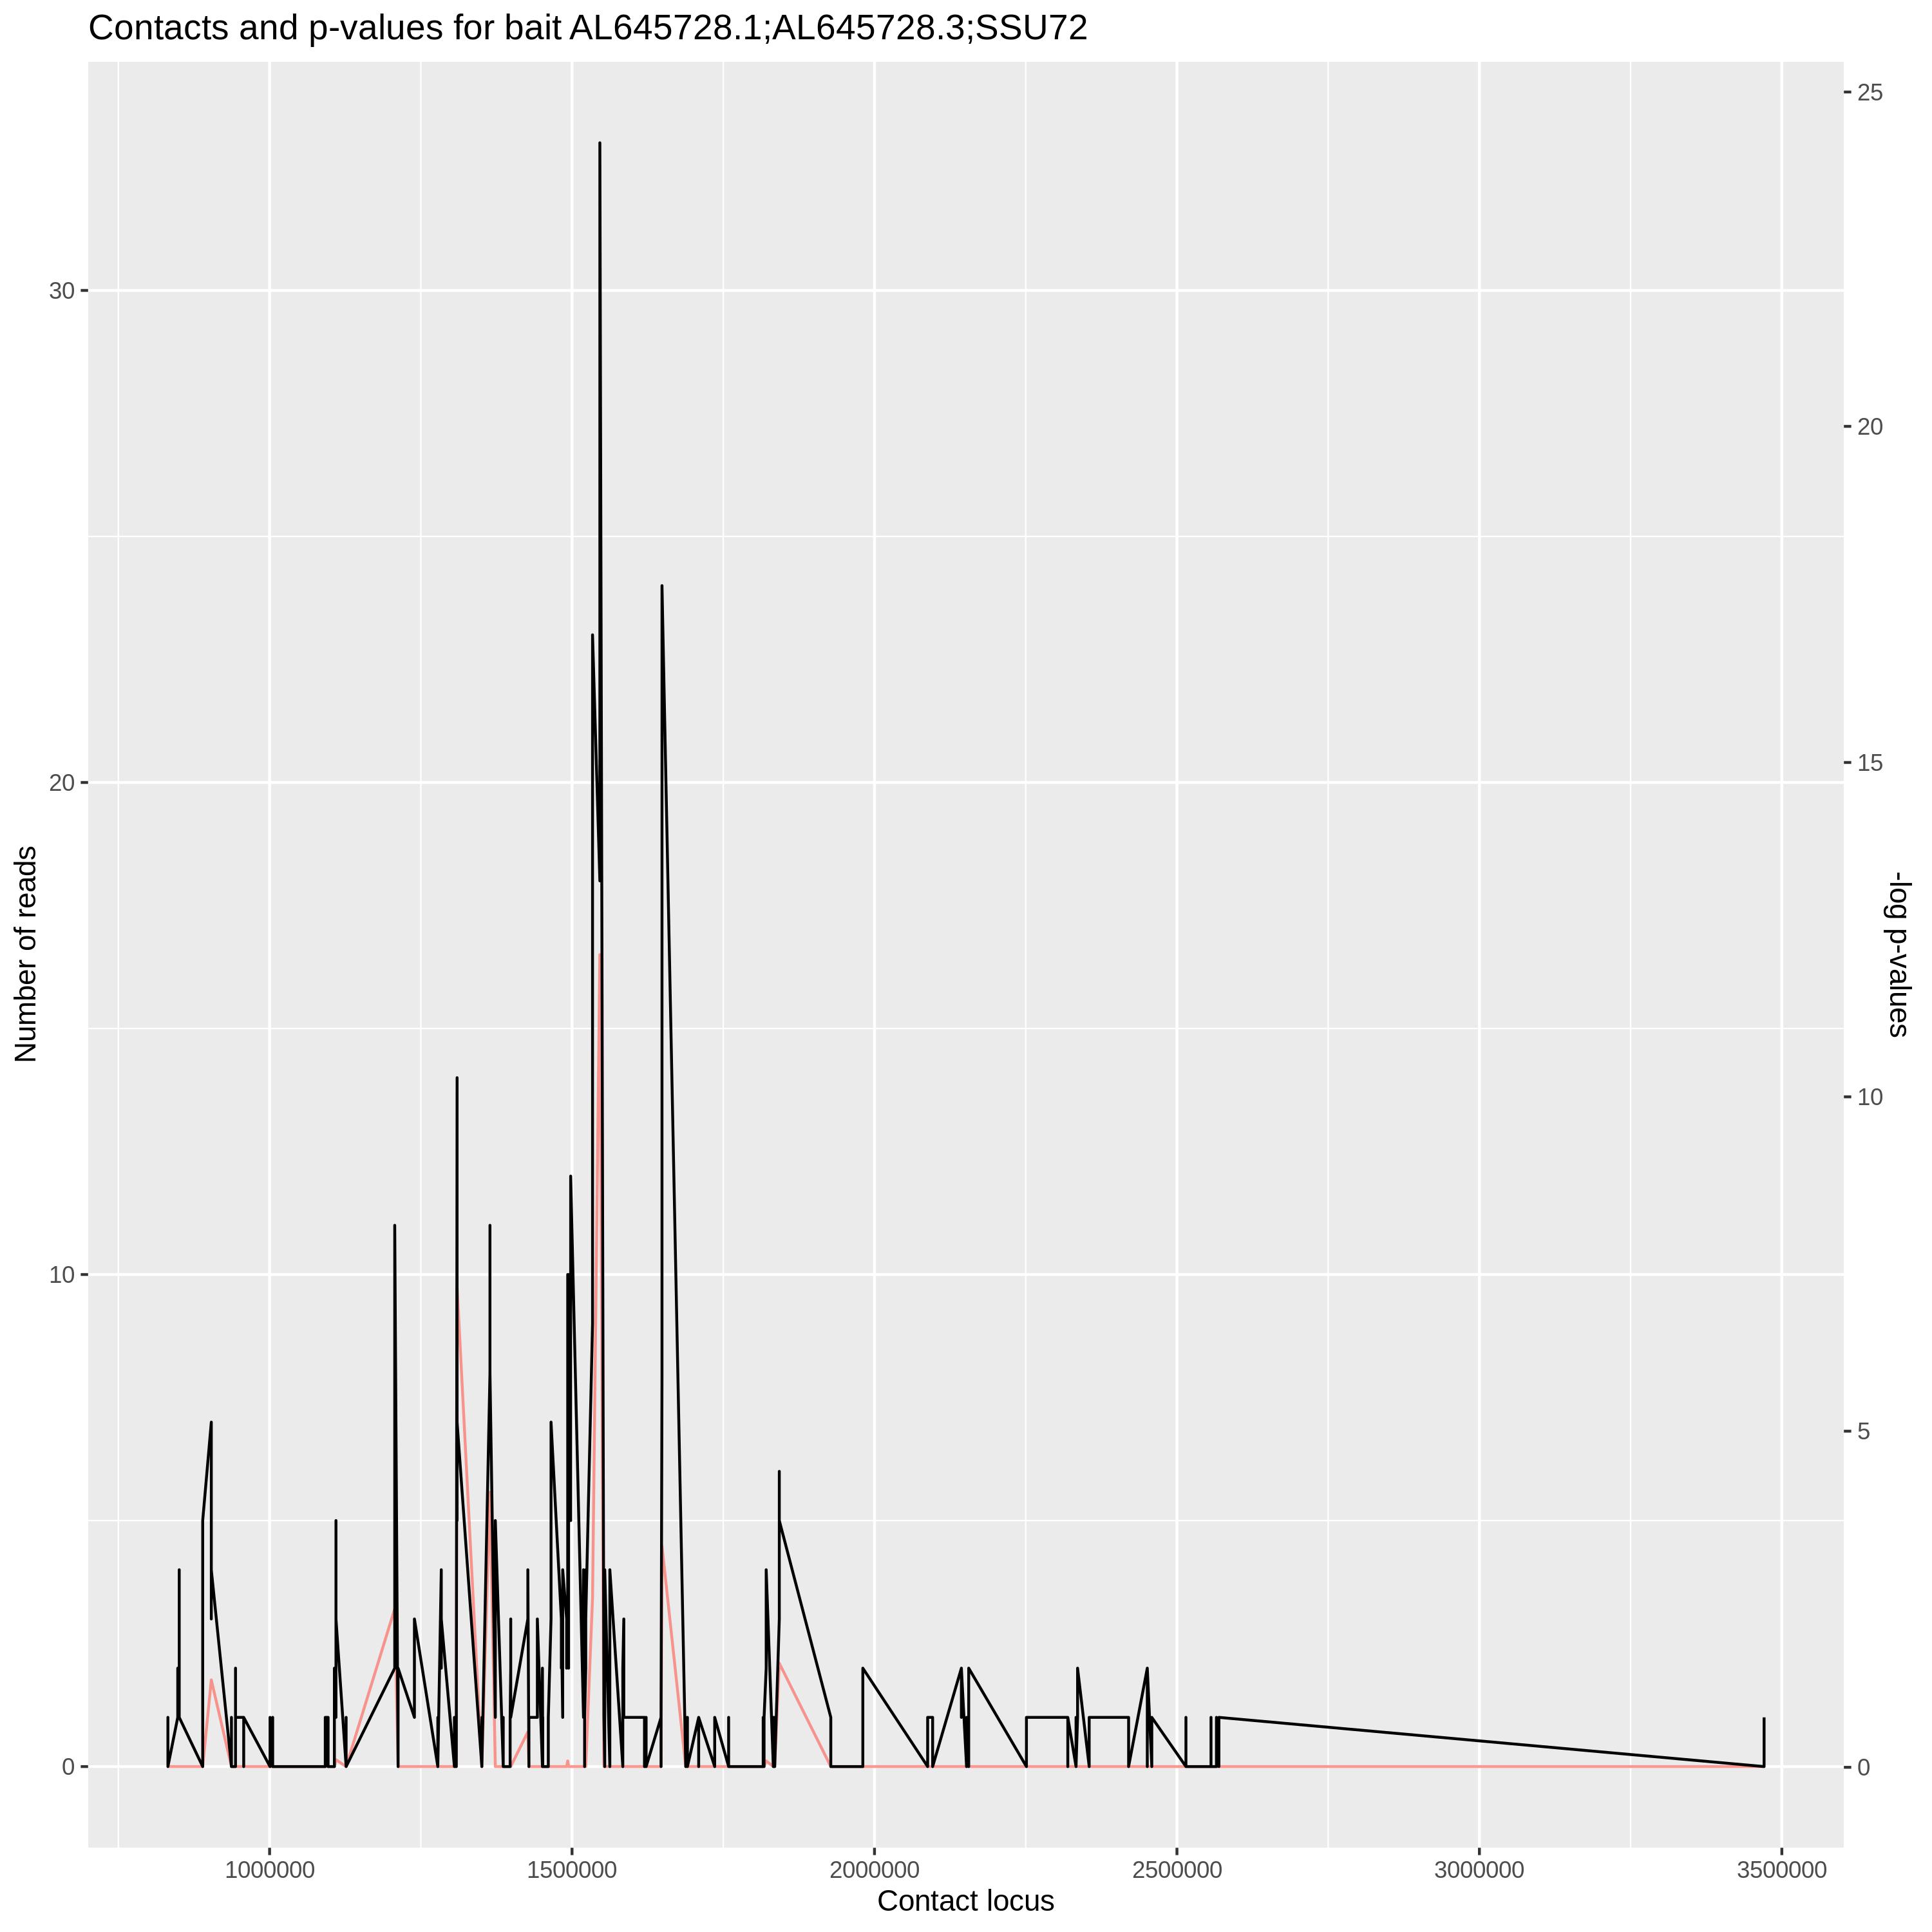 Contacts and p-values for bait AL645728.1;AL645728.3;SSU72
Number of reads
30
20
10
0
25
20
15
10
5
0
-log p-values
1000000 1500000 2000000 2500000 3000000 3500000
Contact locus